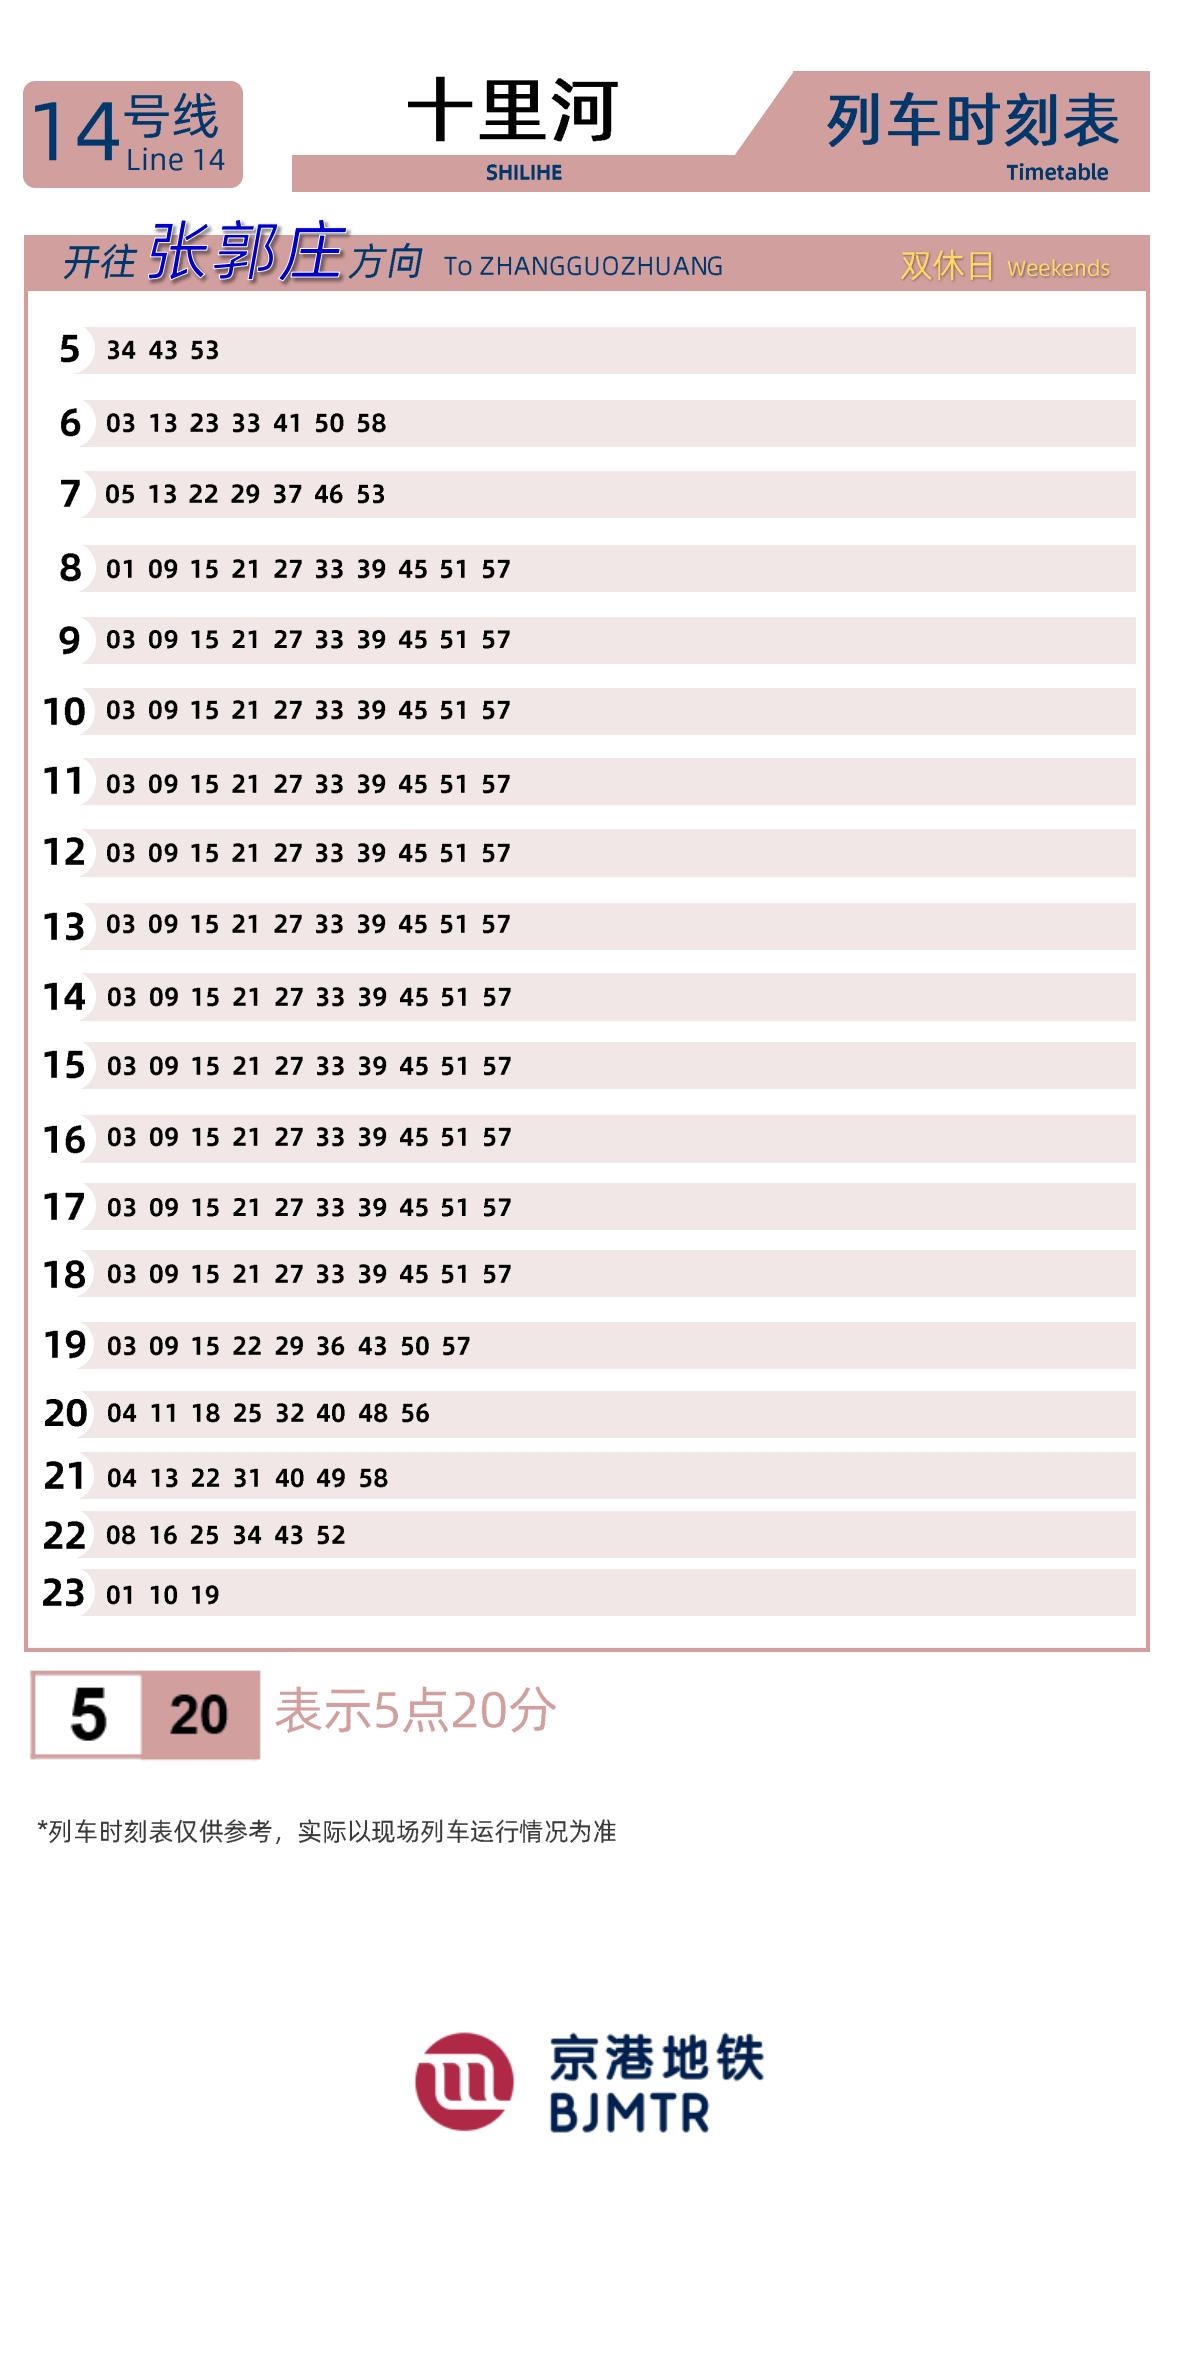 14号线
Line 14
十里河
SHILIHE
列车时刻表
Timetable
开往 张郭庄 方向 To ZHANGGUOZHUANG 双休日 Weekends
5 34 43 53
6 03 13 23 33 41 50 58
7 05 13 22 29 37 46 53
8 01 09 15 21 27 33 39 45 51 57
9 03 09 15 21 27 33 39 45 51 57
10 03 09 15 21 27 33 39 45 51 57
11 03 09 15 21 27 33 39 45 51 57
12 03 09 15 21 27 33 39 45 51 57
13 03 09 15 21 27 33 39 45 51 57
14 03 09 15 21 27 33 39 45 51 57
15 03 09 15 21 27 33 39 45 51 57
16 03 09 15 21 27 33 39 45 51 57
17 03 09 15 21 27 33 39 45 51 57
18 03 09 15 21 27 33 39 45 51 57
19 03 09 15 22 29 36 43 50 57
20 04 11 18 25 32 40 48 56
21 04 13 22 31 40 49 58
22 08 16 25 34 43 52
23 01 10 19
5 20 表示5点20分
*列车时刻表仅供参考，实际以现场列车运行情况为准
京港地铁
BJMTR